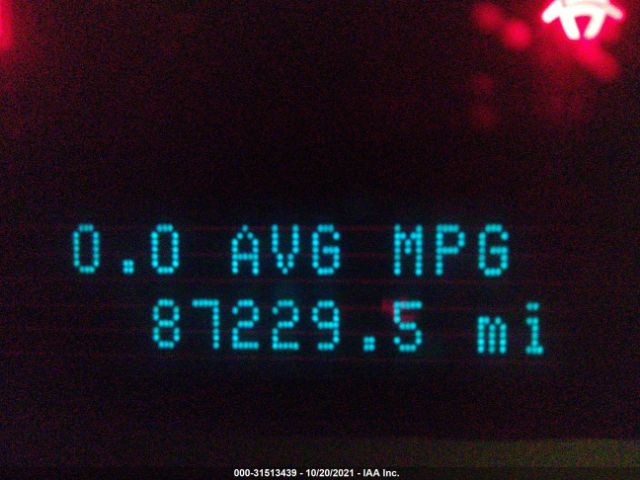 0.0 AVG MPG
87229.5 mi
000-31513439 - 10/20/2021 - IAA Inc.